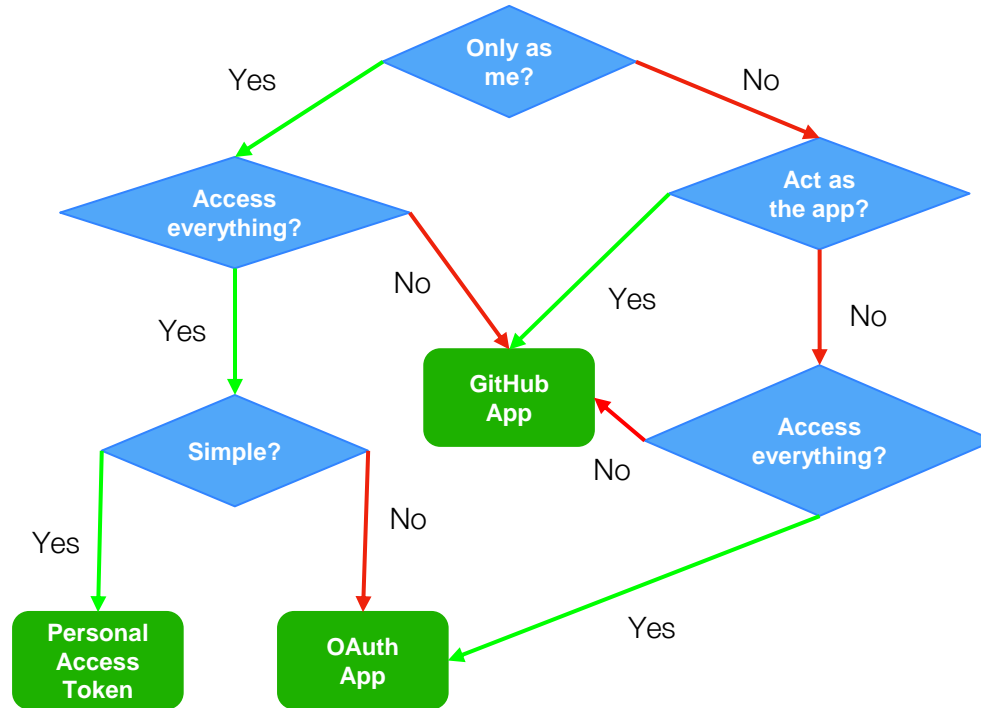 Only as
me?
Yes
No
Access
everything?
Act as
the app?
No
Yes
Yes
No
GitHub
App
Simple?
Access
everything?
No
No
Yes
Yes
Personal
Access
Token
OAuth
App